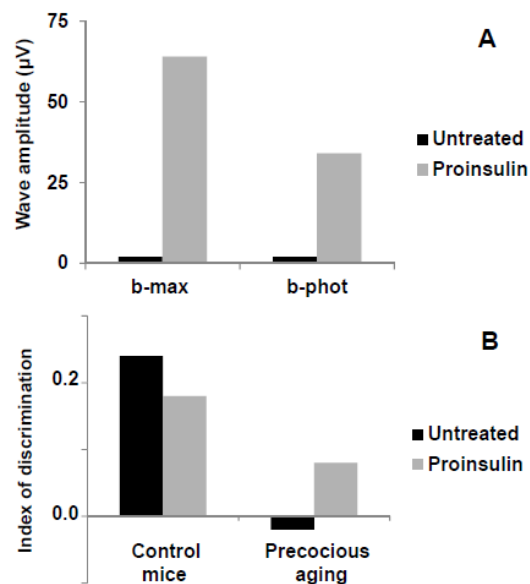 A
Wave amplitude (µV)
75
50
25
0
b-max b-phot
Untreated
Proinsulin
B
Index of discrimination
0.2
0.0
Control mice
Precocious aging
Untreated
Proinsulin